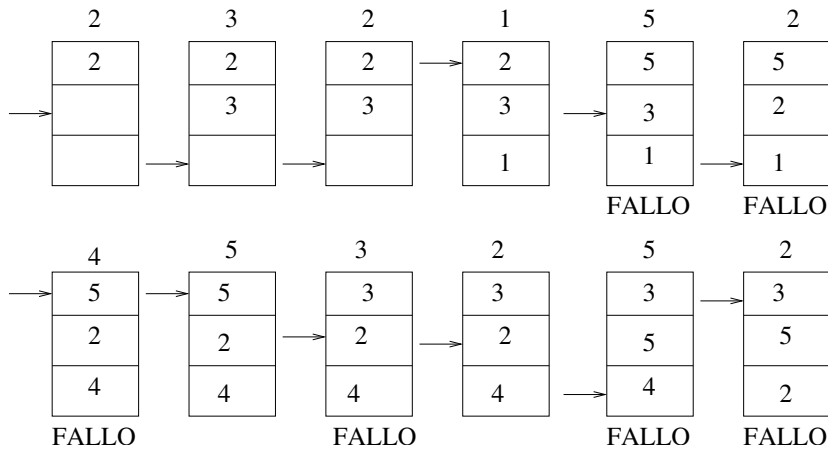 2 3 2 1 5 2
2 2 2 2 5 5
3 3 3 3 2
1 1 1
FALLO FALLO
4 5 3 2 5 2
5 5 3 3 3 3
2 2 2 2 5 5
4 4 4 4 4 2
FALLO FALLO FALLO FALLO